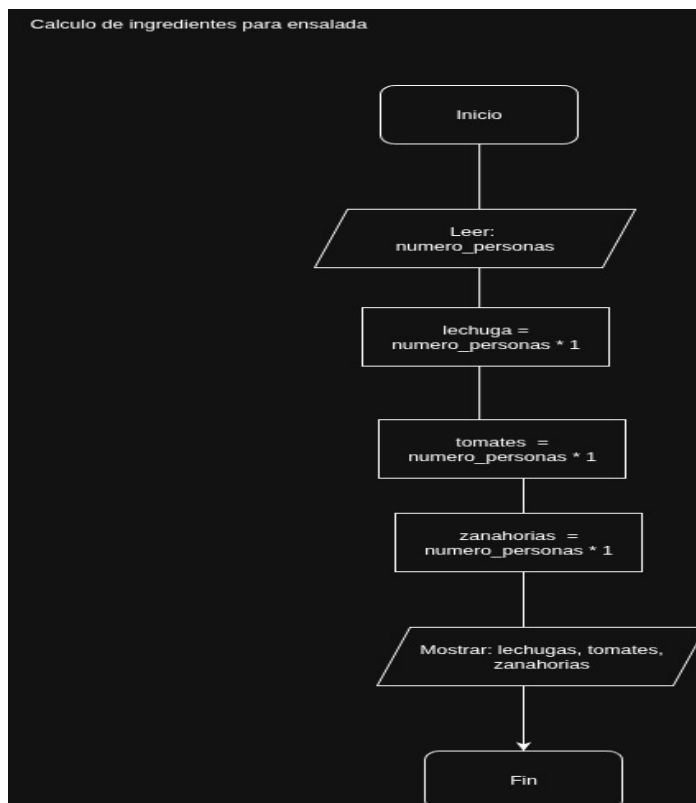 Calculo de ingredientes para ensalada
Inicio
Leer:
numero_personas
lechuga =
numero_personas * 1
tomates =
numero_personas * 1
zanahorias =
numero_personas * 1
Mostrar: lechugas, tomates,
zanahorias
Fin